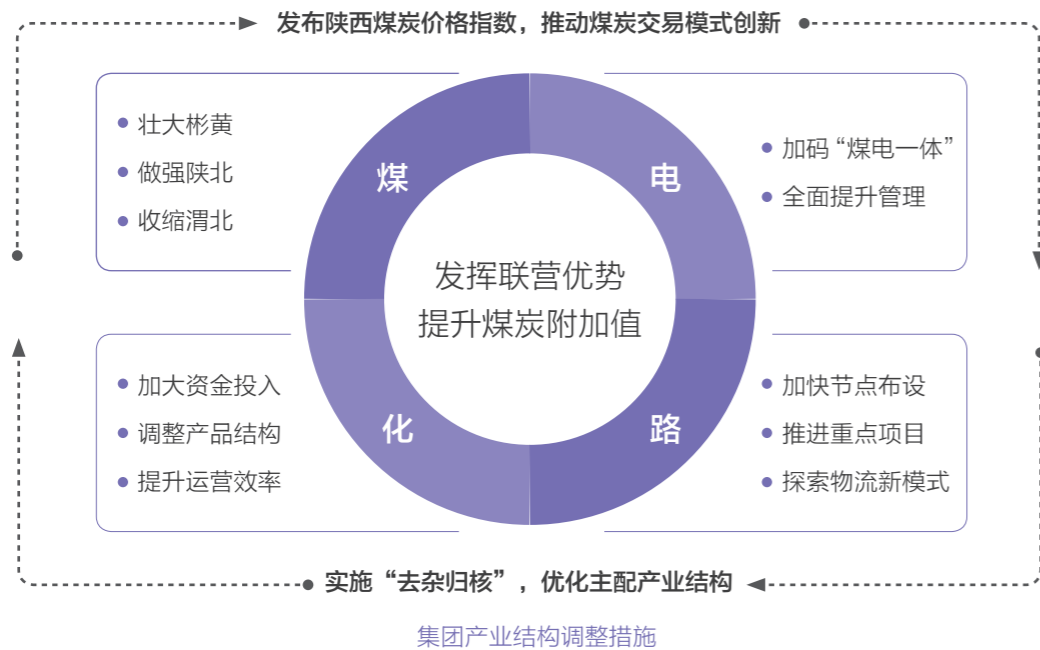 发布陕西煤炭价格指数，推动煤炭交易模式创新
煤
壮大彬黄
做强陕北
收缩渭北
电
加码“煤电一体”
全面提升管理
发挥联营优势
提升煤炭附加值
化
加大资金投入
调整产品结构
提升运营效率
路
加快节点布设
推进重点项目
探索物流新模式
实施“去杂归核”，优化主配产业结构
集团产业结构调整措施